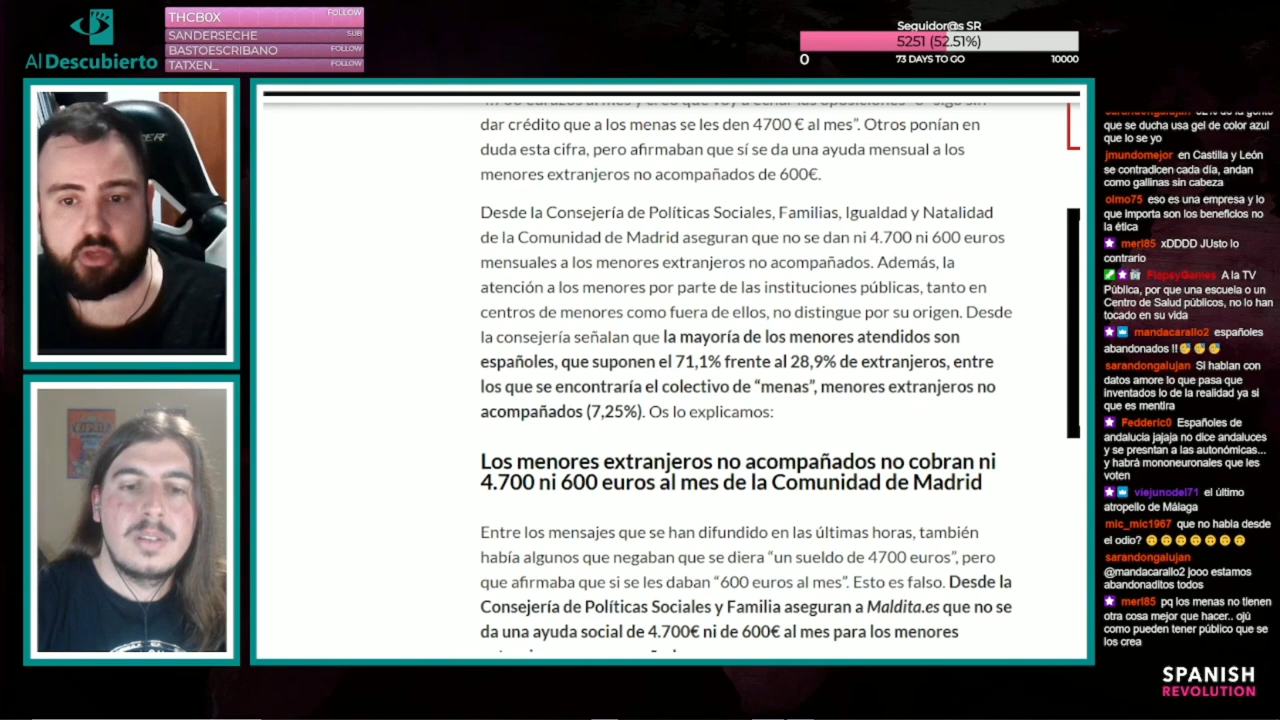 Al Descubierto
THCBOX FOLLOW
SANDERSECHE SUB
BASTOESCRIBANO FOLLOW
TATXEN_ FOLLOW
Seguidor@s SR
5251 (52.51%)
0 73 DAYS TO GO 10000
dar crédito que a los menas se les den 4700 € al mes”. Otros ponían en
duda esta cifra, pero afirmaban que sí se da una ayuda mensual a los
menores extranjeros no acompañados de 600€.
Desde la Consejería de Políticas Sociales, Familias, Igualdad y Natalidad
de la Comunidad de Madrid aseguran que no se dan ni 4.700 ni 600 euros
mensuales a los menores extranjeros no acompañados. Además, la
atención a los menores por parte de las instituciones públicas, tanto en
centros de menores como fuera de ellos, no distingue por su origen. Desde
la consejería señalan que la mayoría de los menores atendidos son
españoles, que suponen el 71,1% frente al 28,9% de extranjeros, entre
los que se encontraría el colectivo de “menas”, menores extranjeros no
acompañados (7,25%). Os lo explicamos:
Los menores extranjeros no acompañados no cobran ni
4.700 ni 600 euros al mes de la Comunidad de Madrid
Entre los mensajes que se han difundido en las últimas horas, también
había algunos que negaban que se diera “un sueldo de 4700 euros”, pero
que afirmaba que si se les daban “600 euros al mes”. Esto es falso. Desde la
Consejería de Políticas Sociales y Familia aseguran a Maldita.es que no se
da una ayuda social de 4.700€ ni de 600€ al mes para los menores
que se ducha usa gel de color azul
que lo se yo
jmundomejor en Castilla y León
se contradicen cada día, andan
como gallinas sin cabeza
olmo75 eso es una empresa y lo
que importa son los beneficios no
la ética
merl85 xDDDD JUsto lo
contrario
FlapsyGames A la TV
Pública, por que una escuela o un
Centro de Salud públicos, no lo han
tocado en su vida
mandacarallo2 españoles
abandonados !!
sarandongalujan Si hablan con
datos amore lo que pasa que
inventados lo de la realidad ya si
que es mentira
Fedderic0 Españoles de
andalucia jajaja no dice andaluces
y se presntan a las autonómicas...
y habrá mononeuronales que les
voten
viejunodel71 el último
atropello de Málaga
mic_mic1967 que no habla desde
el odio?
sarandongalujan
@mandacarallo2 jooo estamos
abandonaditos todos
merl85 pq los menas no tienen
otra cosa mejor que hacer.. ojú
como pueden tener público que se
los crea
SPANISH
REVOLUTION